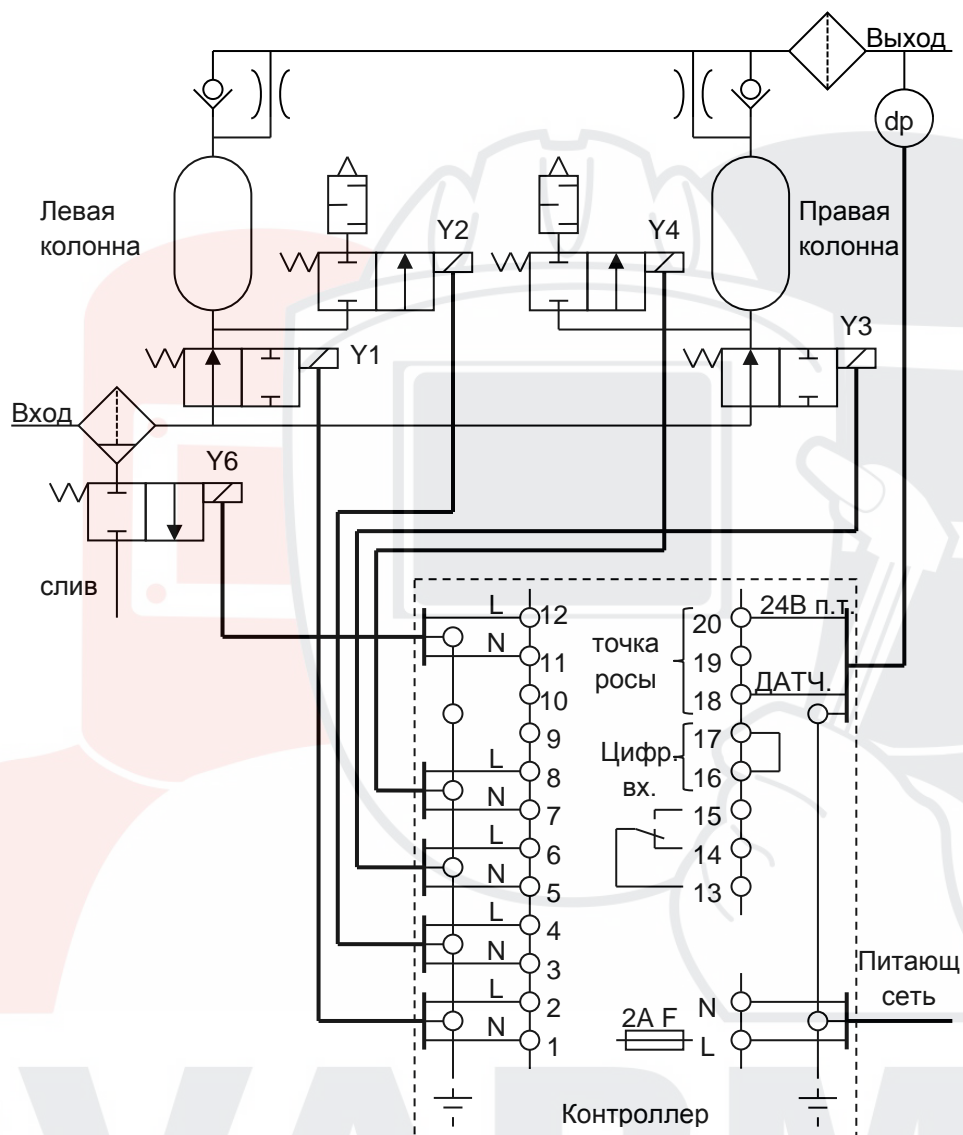 Выход
dp
Левая
колонна
Y2
Y4
Правая
колонна
Y1
Y3
Вход
Y6
слив
L
12
N
11
10
9
L
8
N
7
L
6
N
5
L
4
N
3
L
2
N
1
точка
росы
20
24В п.т.
19
18
ДАТЧ.
Цифр.
вх.
17
16
15
14
13
Питающ
сеть
N
2A F
L
Контроллер